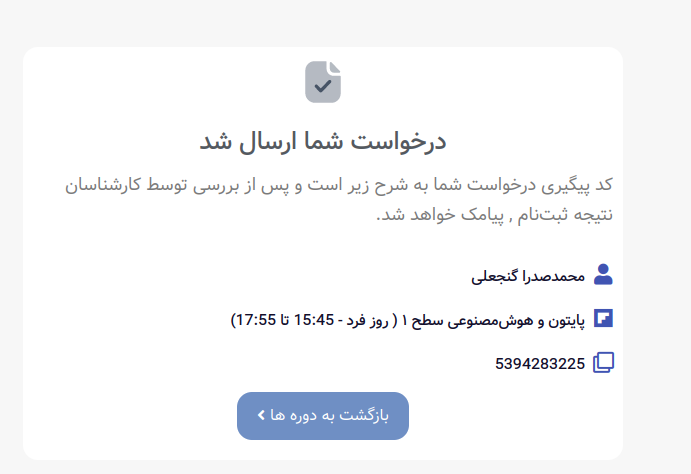 درخواست شما ارسال شد
کد پیگیری درخواست شما به شرح زیر است و پس از بررسی توسط کارشناسان
نتیجه ثبت‌نام , پیامک خواهد شد.
محمدصدرا گنجعلی
پایتون و هوش‌مصنوعی سطح ۱ ( روز فرد - 15:45 تا 17:55)
5394283225
بازگشت به دوره ها